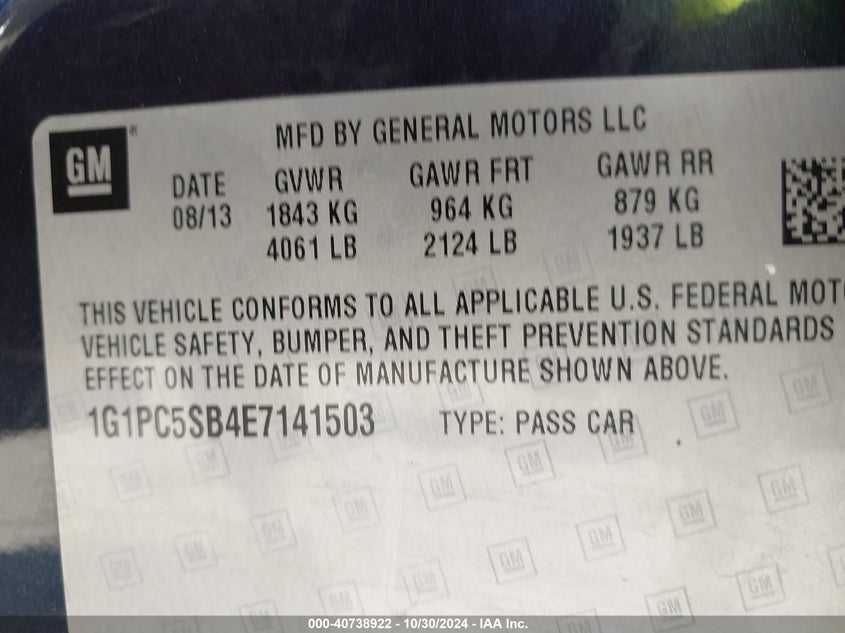 GM
MFD BY GENERAL MOTORS LLC
DATE GVWR GAWR FRT GAWR RR
08/13 1843 KG 964 KG 879 KG
4061 LB 2124 LB 1937 LB
THIS VEHICLE CONFORMS TO ALL APPLICABLE U.S. FEDERAL MOTO
VEHICLE SAFETY, BUMPER, AND THEFT PREVENTION STANDARDS
EFFECT ON THE DATE OF MANUFACTURE SHOWN ABOVE.
1G1PC5SB4E7141503 TYPE: PASS CAR
000-40738922 - 10/30/2024 - IAA Inc.